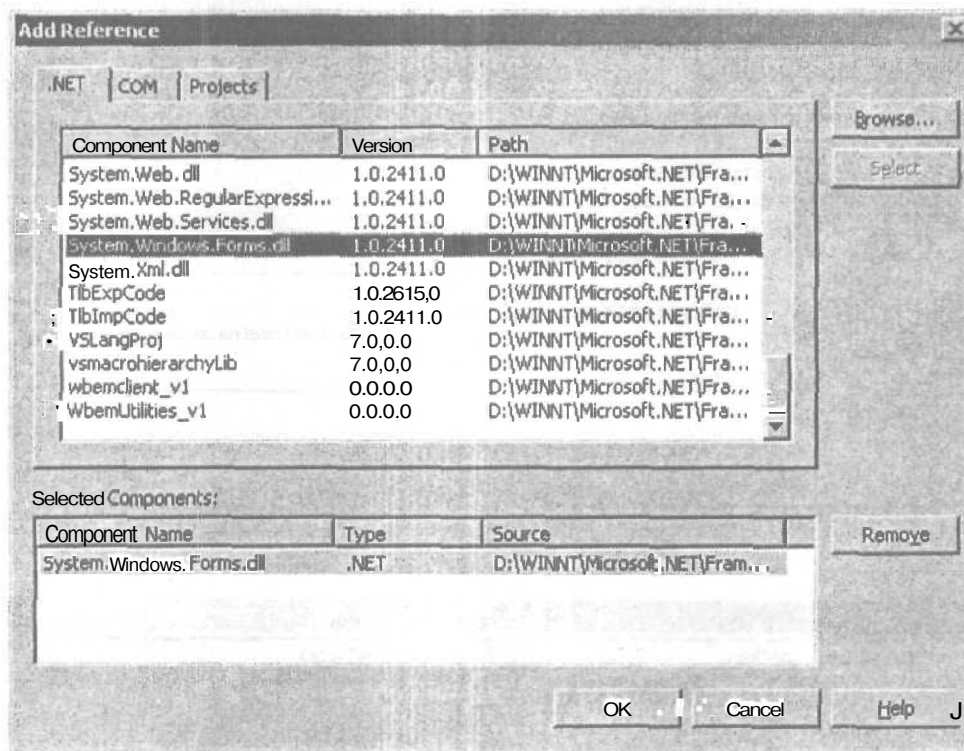 Add Reference
.NET COM Projects
Browse...
Component Name Version Path
Select
System.Web.dll 1.0.2411.0 D:\WINNT\Microsoft.NET\Fra...
System.Web.RegularExpressi... 1.0.2411.0 D:\WINNT\Microsoft.NET\Fra...
System.Web.Services.dll 1.0.2411.0 D:\WINNT\Microsoft.NET\Fra...
System.Windows.Forms.dll 1.0.2411.0 D:\WINNT\Microsoft.NET\Fra...
System.Xml.dll 1.0.2411.0 D:\WINNT\Microsoft.NET\Fra...
TlbExpCode 1.0.2615,0 D:\WINNT\Microsoft.NET\Fra...
TlbImpCode 1.0.2411.0 D:\WINNT\Microsoft.NET\Fra...
VSLangProj 7.0,0.0 D:\WINNT\Microsoft.NET\Fra...
vsmacrohierarchyLib 7.0,0,0 D:\WINNT\Microsoft.NET\Fra...
wbemclient_v1 0.0.0.0 D:\WINNT\Microsoft.NET\Fra...
WbemUtilities_v1 0.0.0.0 D:\WINNT\Microsoft.NET\Fra...
Selected Components:
Component Name Type Source
Remove
System.Windows.Forms.dll .NET D:\WINNT\Microsoft.NET\Fram...
OK Cancel Help J